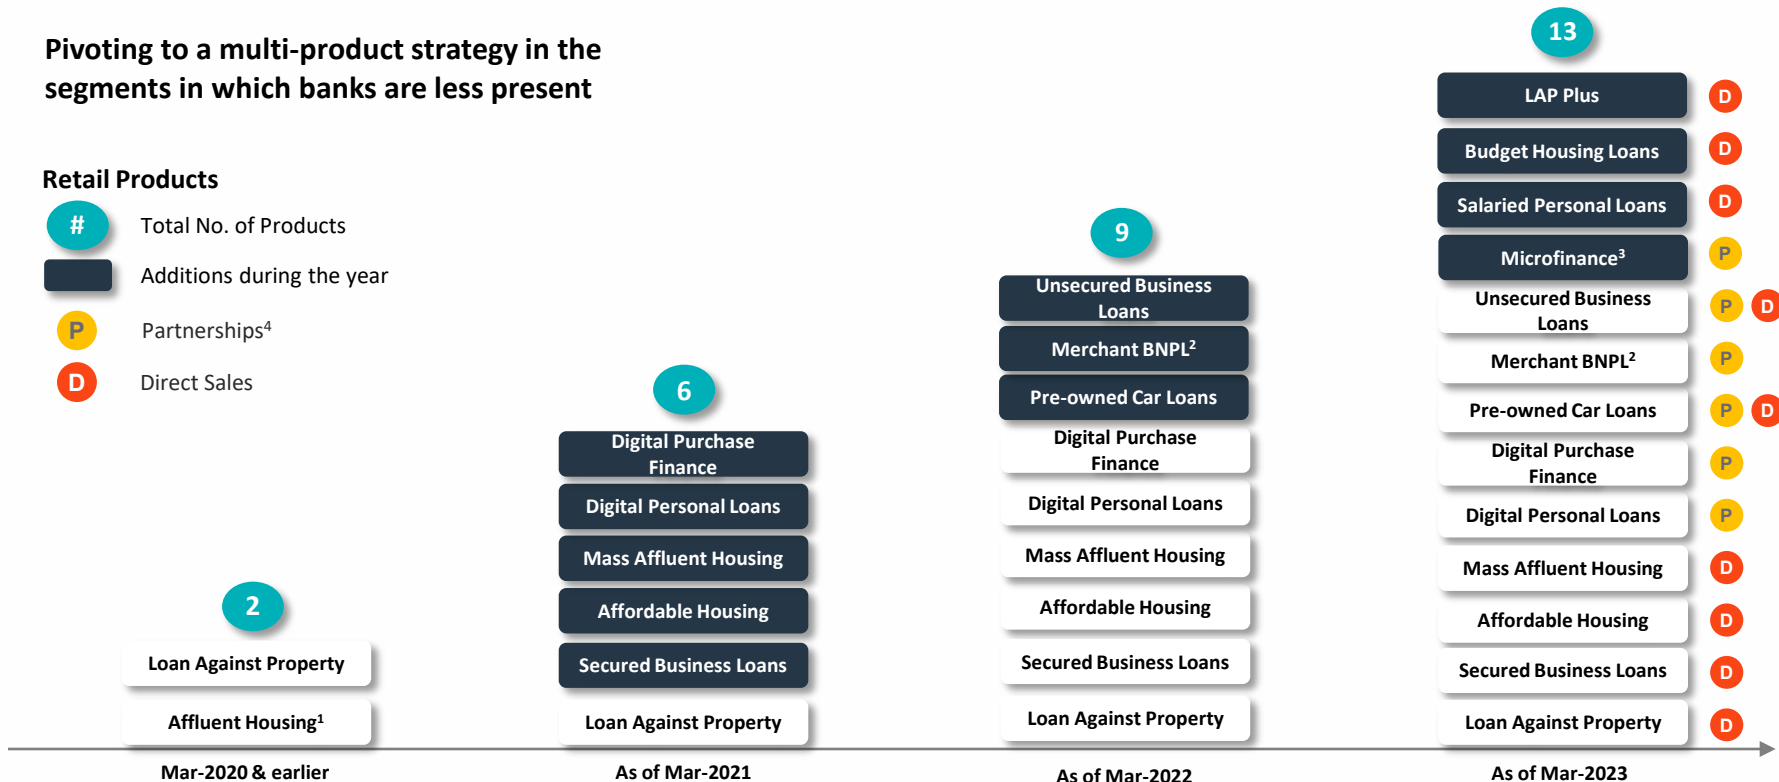 Pivoting to a multi-product strategy in the
segments in which banks are less present
Retail Products
# Total No. of Products
Additions during the year
P Partnerships4
D Direct Sales
2
Loan Against Property
Affluent Housing1
Mar-2020 & earlier
6
Digital Purchase
Finance
Digital Personal Loans
Mass Affluent Housing
Affordable Housing
Secured Business Loans
Loan Against Property
As of Mar-2021
9
Unsecured Business
Loans
Merchant BNPL2
Pre-owned Car Loans
Digital Purchase
Finance
Digital Personal Loans
Mass Affluent Housing
Affordable Housing
Secured Business Loans
Loan Against Property
As of Mar-2022
13
LAP Plus D
Budget Housing Loans D
Salaried Personal Loans D
Microfinance3 P
Unsecured Business
Loans P D
Merchant BNPL2 P
Pre-owned Car Loans P D
Digital Purchase
Finance P
Digital Personal Loans P
Mass Affluent Housing D
Affordable Housing D
Secured Business Loans D
Loan Against Property D
As of Mar-2023